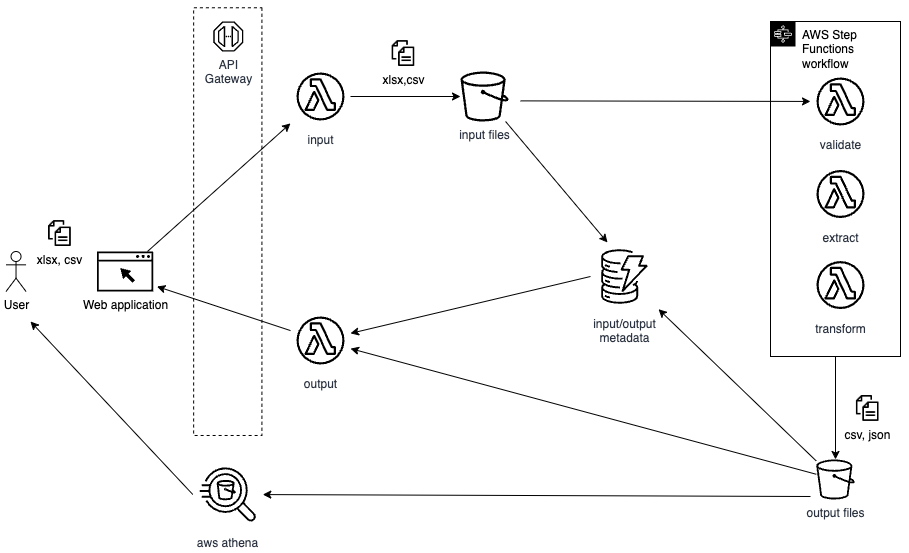 API
Gateway
xlsx,csv
input
input files
AWS Step
Functions
workflow
validate
extract
transform
xlsx, csv
User
Web application
input/output
metadata
output
csv, json
output files
aws athena